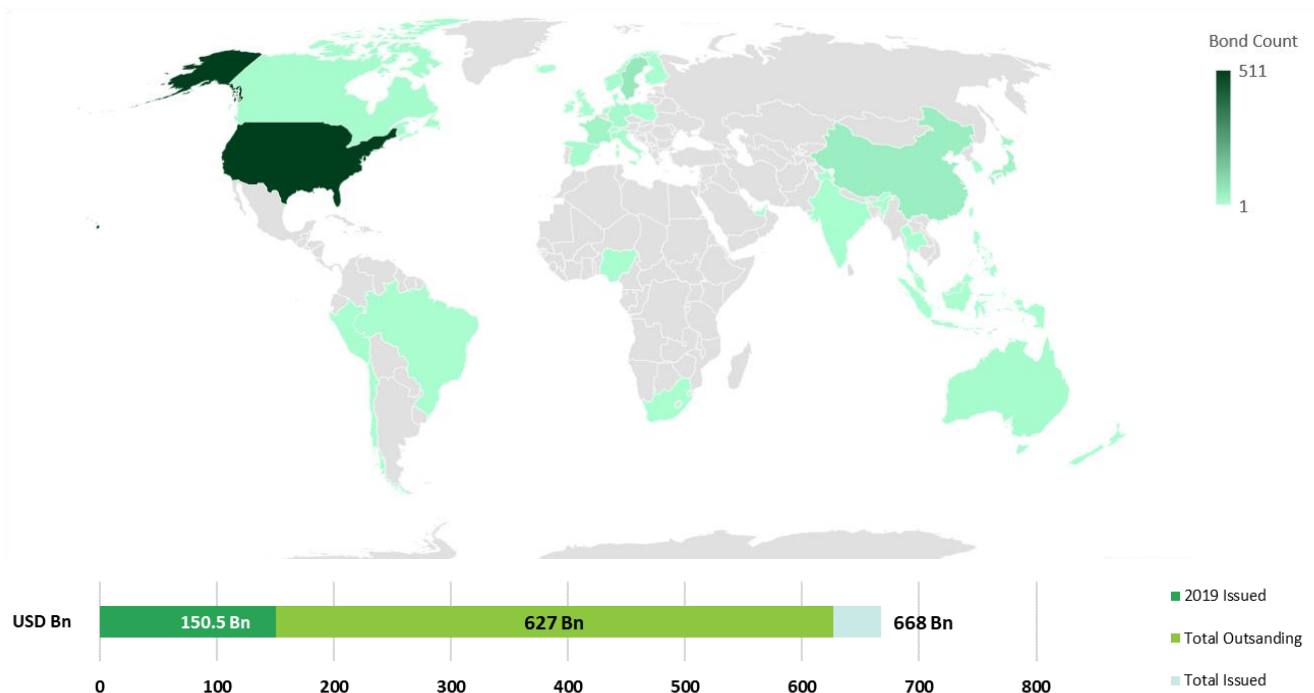 Bond Count
511
1
USD Bn
150.5 Bn
627 Bn
668 Bn
0
100
200
300
400
500
600
700
800
2019 Issued
Total Outsanding
Total Issued